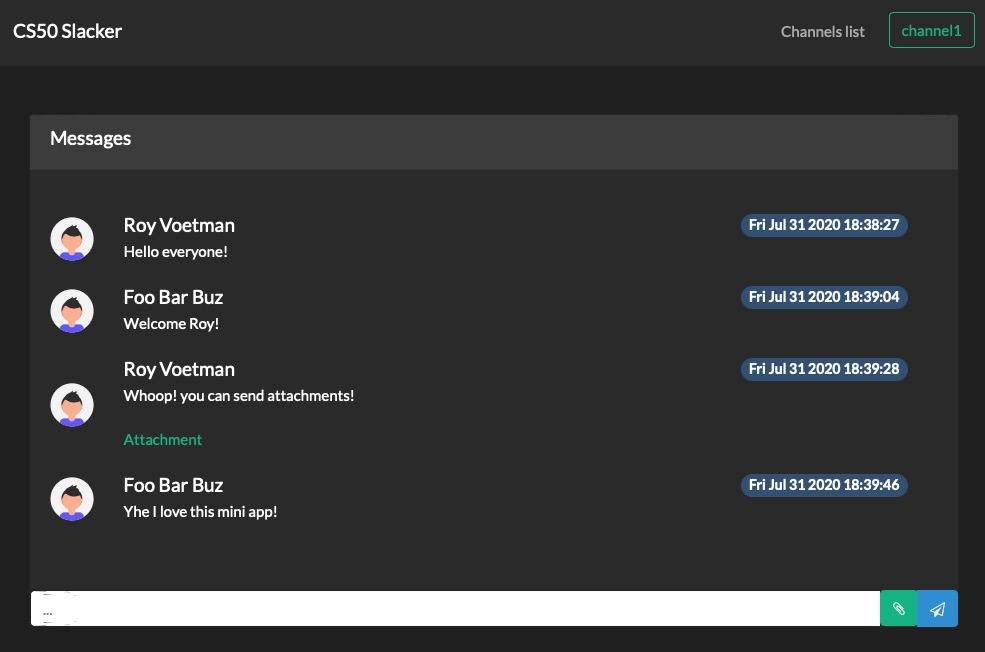 CS50 Slacker
Channels list
channel1
Messages
Roy Voetman
Fri Jul 31 2020 18:38:27
Hello everyone!
Foo Bar Buz
Fri Jul 31 2020 18:39:04
Welcome Roy!
Roy Voetman
Fri Jul 31 2020 18:39:28
Whoop! you can send attachments!
Attachment
Foo Bar Buz
Fri Jul 31 2020 18:39:46
Yhe I love this mini app!
...